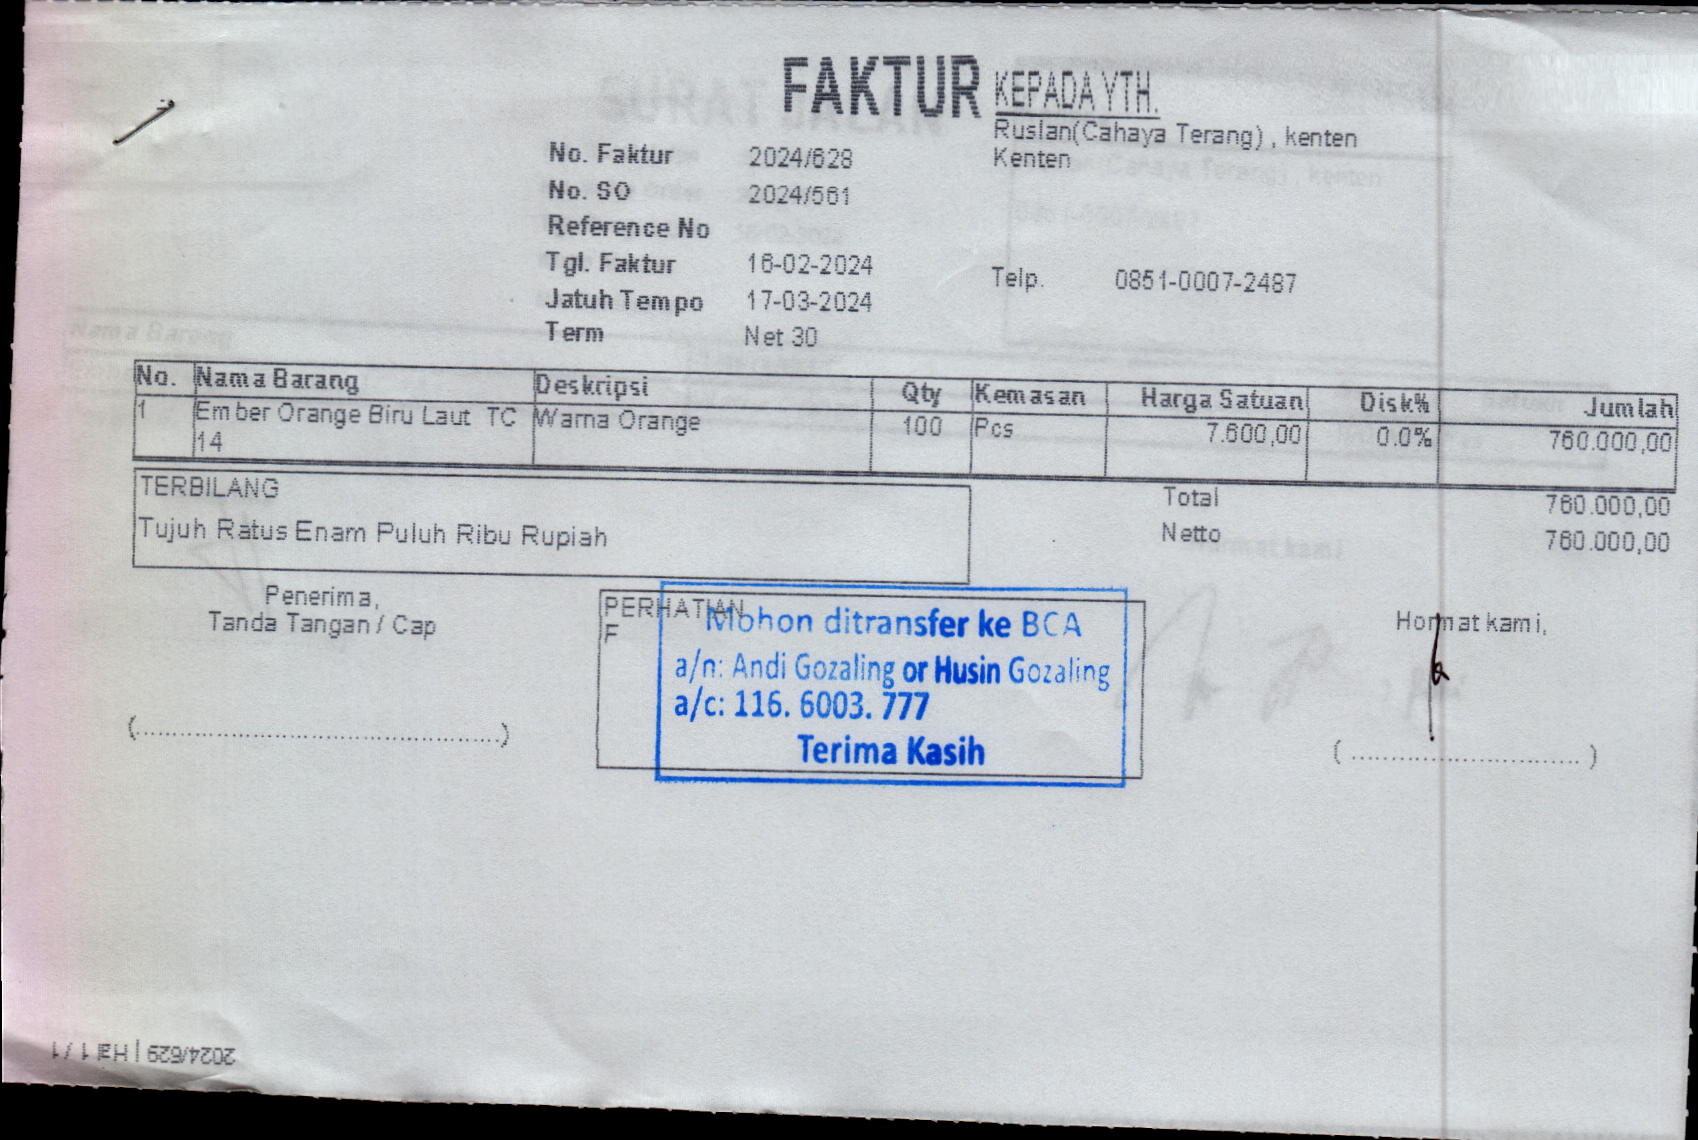 FAKTUR
KEPADA YTH.
Ruslan(Cahaya Terang) , kenten
Kenten
No. Faktur 2024/628
No. SO 2024/561
Reference No
Tgl. Faktur 16-02-2024
Telp. 0851-0007-2487
Jatuh Tempo 17-03-2024
Term Net 30
No. Nama Barang Deskripsi Qty Kemasan Harga Satuan Disk% Jumlah
1 Ember Orange Biru Laut TC Warna Orange 100 Pcs 7.600,00 0.0% 760.000,00
14
TERBILANG
Tujuh Ratus Enam Puluh Ribu Rupiah
Total 760.000,00
Netto 760.000,00
Penerima,
Tanda Tangan / Cap
PERHATIAN
F
Mohon ditransfer ke BCA
a/n: Andi Gozaling or Husin Gozaling
a/c: 116. 6003. 777
Terima Kasih
Hormat kami,
(................................................)
(..............................)
2024/629 | Hal 1 / 1